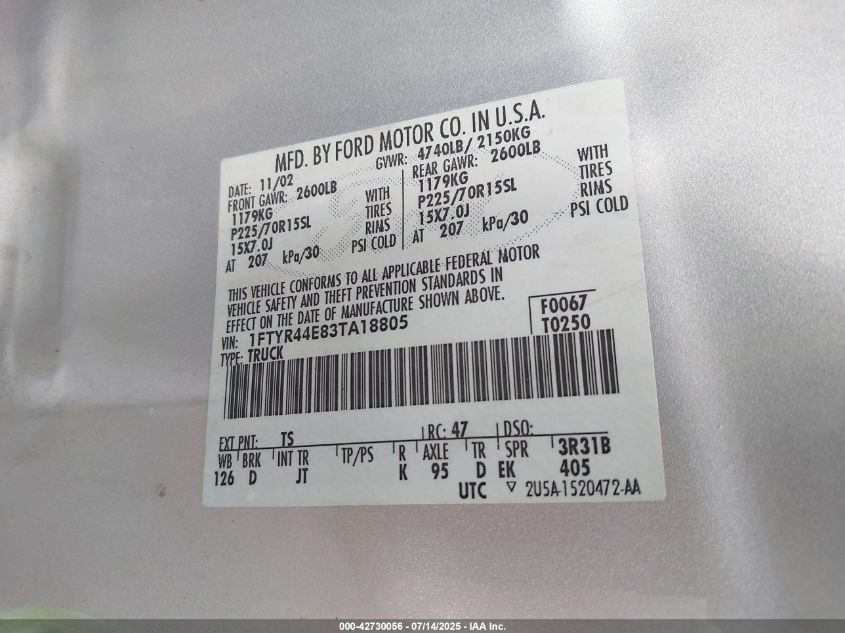 MFD. BY FORD MOTOR CO. IN U.S.A.
DATE: 11/02 GVWR: 4740LB/ 2150KG
FRONT GAWR: 2600LB REAR GAWR: 2600LB
1179KG WITH 1179KG WITH
P225/70R15SL TIRES P225/70R15SL TIRES
15X7.0J RIMS 15X7.0J RIMS
AT 207 kPa/30 PSI COLD AT 207 kPa/30 PSI COLD
THIS VEHICLE CONFORMS TO ALL APPLICABLE FEDERAL MOTOR
VEHICLE SAFETY AND THEFT PREVENTION STANDARDS IN
EFFECT ON THE DATE OF MANUFACTURE SHOWN ABOVE.
VIN: 1FTYR44E83TA18805 F0067
TYPE: TRUCK T0250
EXT PNT: TS RC: 47 DSO:
WB BRK INT TR TP/PS R AXLE TR SPR 3R31B
126 D JT K 95 D EK 405
UTC ▽ 2U5A-1520472-AA
000-42730056 - 07/14/2025 - IAA Inc.